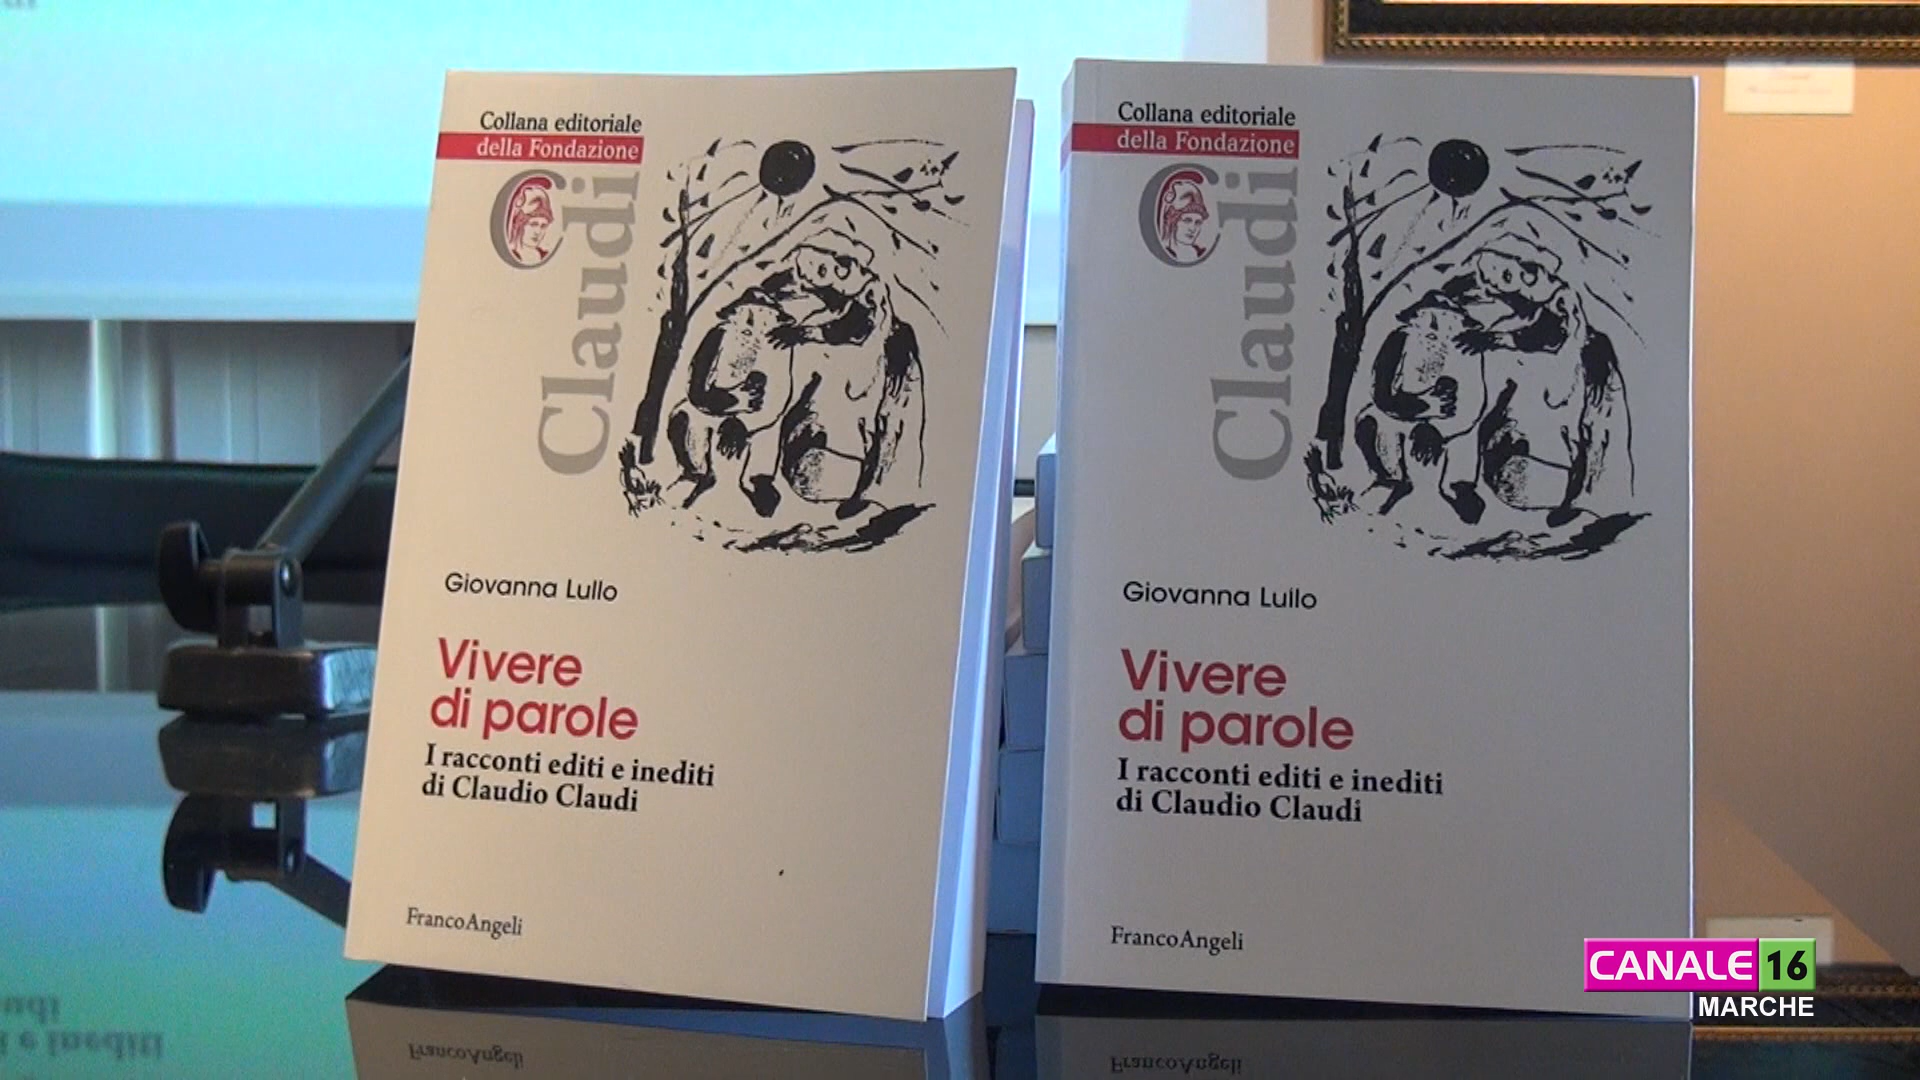 Collana editoriale
della Fondazione
Claudi
Giovanna Lullo
Vivere
di parole
I racconti editi e inediti
di Claudio Claudi
FrancoAngeli
Collana editoriale
della Fondazione
Claudi
Giovanna Lullo
Vivere
di parole
I racconti editi e inediti
di Claudio Claudi
FrancoAngeli
CANALE 16
MARCHE